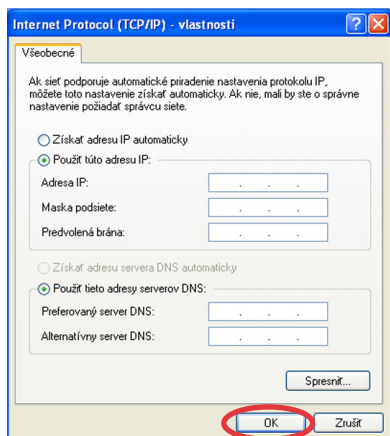 Internet Protocol (TCP/IP) - vlastnosti
Všeobecné
Ak sieť podporuje automatické priradenie nastavenia protokolu IP,
môžete toto nastavenie získať automaticky. Ak nie, mali by ste o správne
nastavenie požiadať správcu siete.
Získať adresu IP automaticky
Použiť túto adresu IP:
Adresa IP:
Maska podsiete:
Predvolená brána:
Získať adresu servera DNS automaticky
Použiť tieto adresy serverov DNS:
Preferovaný server DNS:
Alternatívny server DNS:
Spresniť...
OK Zrušiť